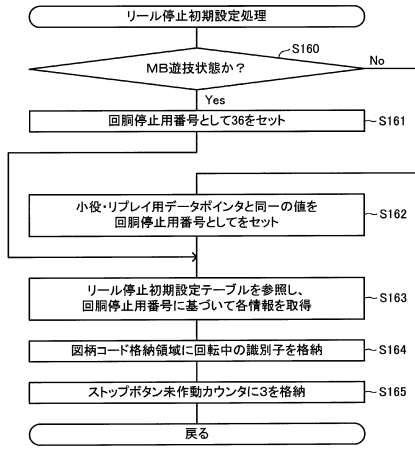 リール停止初期設定処理
S160
MB遊技状態か？
No
Yes
回胴停止用番号として36をセット
S161
小役・リプレイ用データポインタと同一の値を
回胴停止用番号としてをセット
S162
リール停止初期設定テーブルを参照し、
回胴停止用番号に基づいて各情報を取得
S163
図柄コード格納領域に回転中の識別子を格納
S164
ストップボタン未作動カウンタに3を格納
S165
戻る